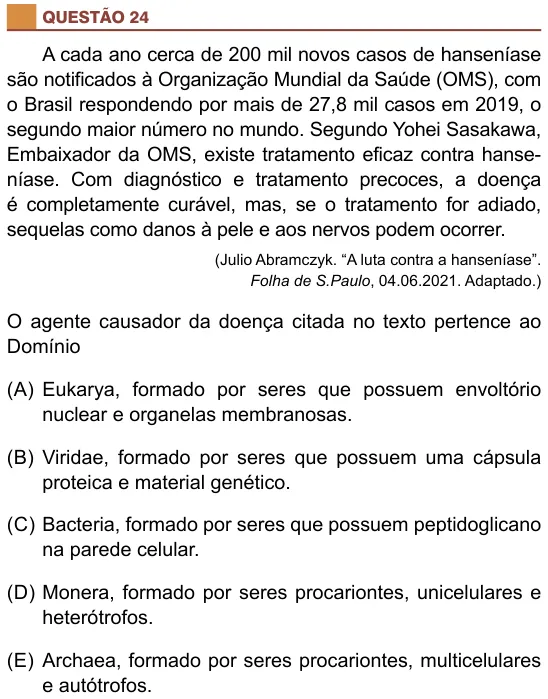 QUESTÃO 24
A cada ano cerca de 200 mil novos casos de hanseníase
são notificados à Organização Mundial da Saúde (OMS), com
o Brasil respondendo por mais de 27,8 mil casos em 2019, o
segundo maior número no mundo. Segundo Yohei Sasakawa,
Embaixador da OMS, existe tratamento eficaz contra hanse-
níase. Com diagnóstico e tratamento precoces, a doença
é completamente curável, mas, se o tratamento for adiado,
sequelas como danos à pele e aos nervos podem ocorrer.
(Julio Abramczyk. “A luta contra a hanseníase”.
Folha de S.Paulo, 04.06.2021. Adaptado.)
O agente causador da doença citada no texto pertence ao
Domínio
(A) Eukarya, formado por seres que possuem envoltório
nuclear e organelas membranosas.
(B) Viridae, formado por seres que possuem uma cápsula
proteica e material genético.
(C) Bacteria, formado por seres que possuem peptidoglicano
na parede celular.
(D) Monera, formado por seres procariontes, unicelulares e
heterótrofos.
(E) Archaea, formado por seres procariontes, multicelulares
e autótrofos.